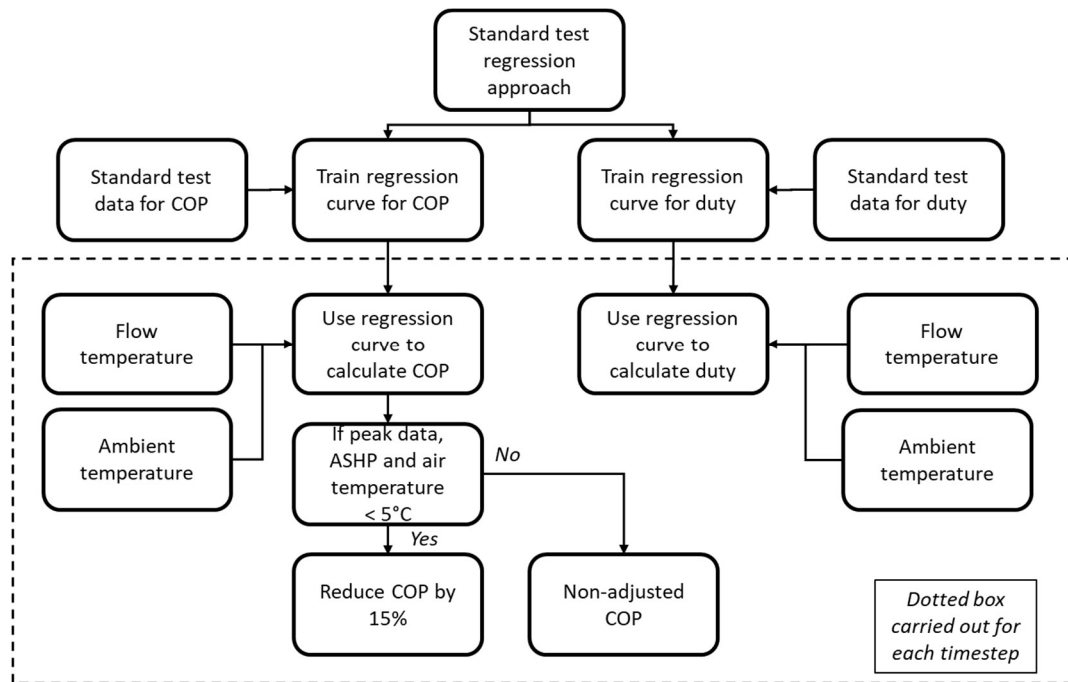 Standard test
regression
approach
Standard test
data for COP
Train regression
curve for COP
Train regression
curve for duty
Standard test
data for duty
Flow
temperature
Use regression
curve to
calculate COP
Use regression
curve to
calculate duty
Flow
temperature
Ambient
temperature
If peak data,
ASHP and air
temperature
< 5°C
No
Ambient
temperature
Yes
Reduce COP by
15%
Non-adjusted
COP
Dotted box
carried out for
each timestep